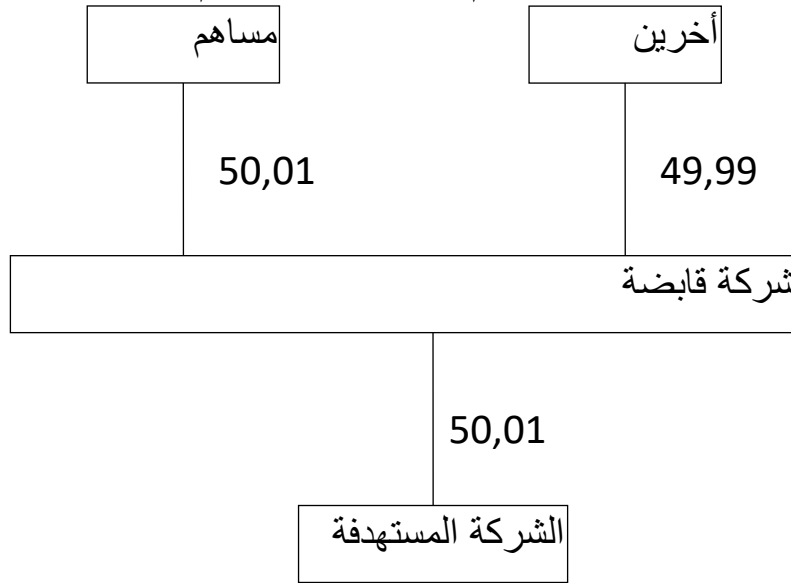 مساهم
أخرين
50,01
49,99
شركة قابضة
50,01
الشركة المستهدفة